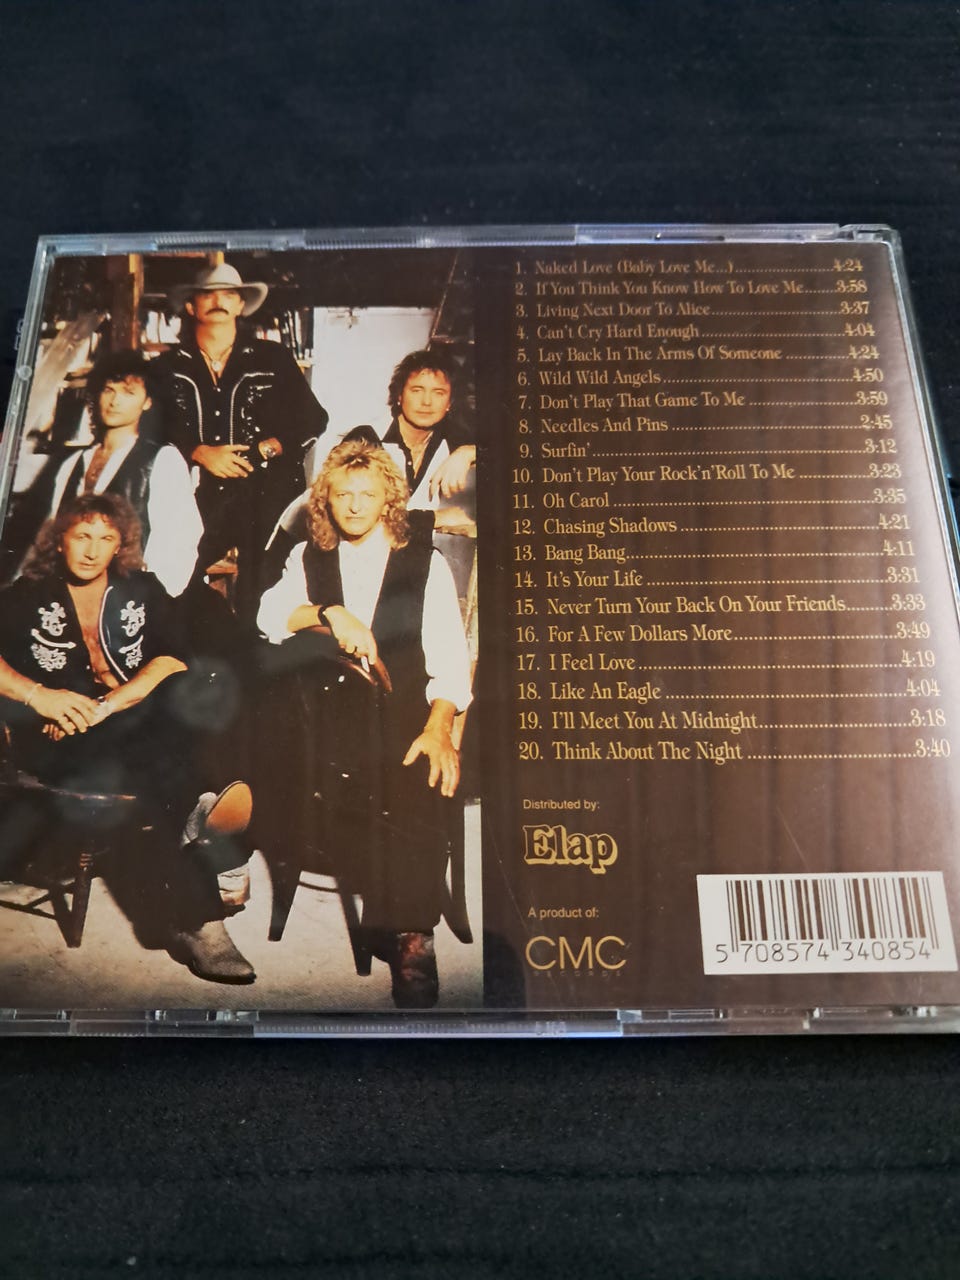 1. Naked Love (Baby Love Me...) 4:24
2. If You Think You Know How To Love Me 3:58
3. Living Next Door To Alice 3:37
4. Can't Cry Hard Enough 4:04
5. Lay Back In The Arms Of Someone 4:24
6. Wild Wild Angels 4:50
7. Don't Play That Game To Me 3:59
8. Needles And Pins 2:45
9. Surfin' 3:12
10. Don't Play Your Rock'n'Roll To Me 3:23
11. Oh Carol 3:35
12. Chasing Shadows 4:21
13. Bang Bang 4:11
14. It's Your Life 3:31
15. Never Turn Your Back On Your Friends 3:33
16. For A Few Dollars More 3:49
17. I Feel Love 4:19
18. Like An Eagle 4:04
19. I'll Meet You At Midnight 3:18
20. Think About The Night 3:40
Distributed by:
Elap
A product of:
CMC
RECORDS
5 708574 340854